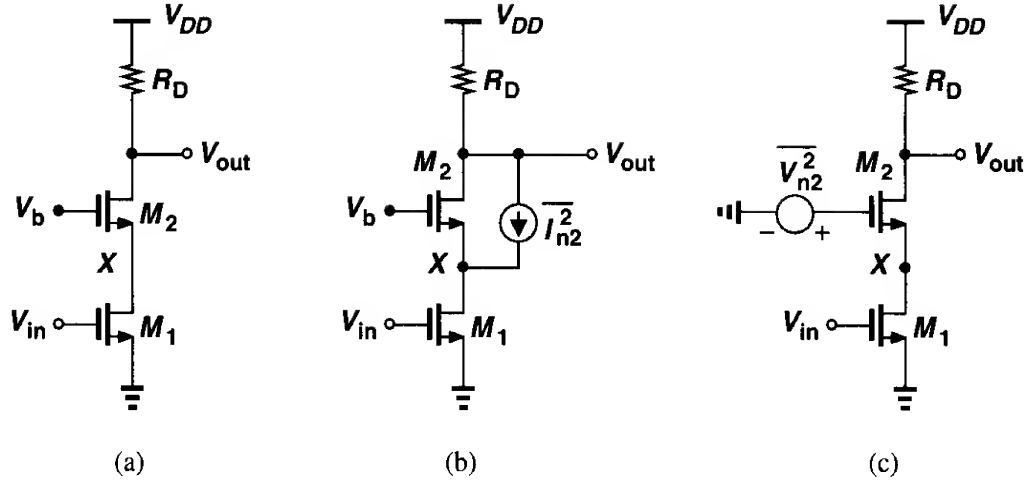 V_DD
R_D
V_out
V_b
M_2
X
V_in
M_1
(a)
V_DD
R_D
M_2
V_out
V_b
I_n2^2
X
V_in
M_1
(b)
V_DD
R_D
V_n2^2
M_2
V_out
− +
X
V_in
M_1
(c)